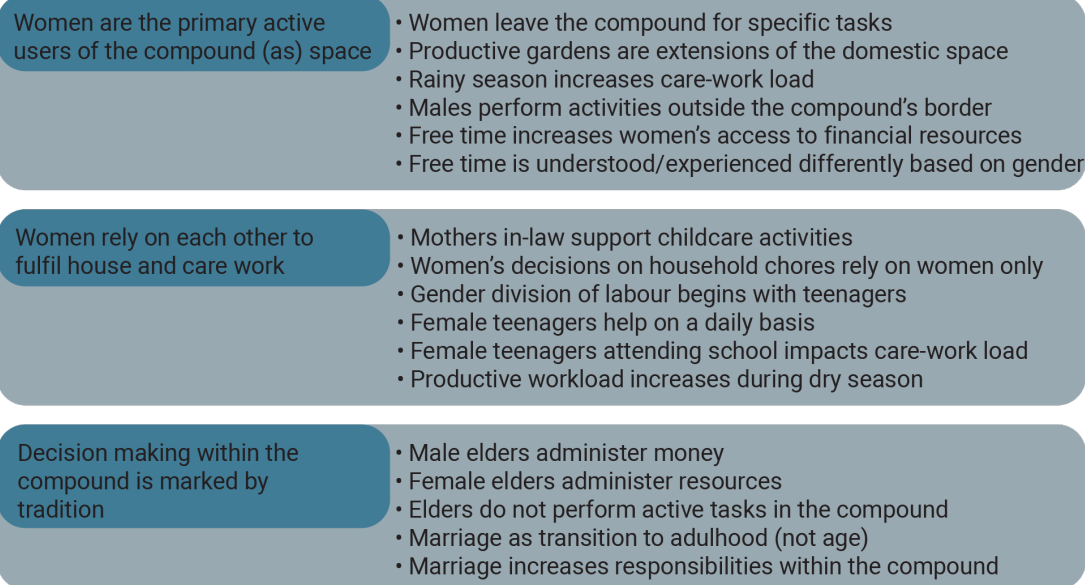 Women are the primary active
users of the compound (as) space
• Women leave the compound for specific tasks
• Productive gardens are extensions of the domestic space
• Rainy season increases care-work load
• Males perform activities outside the compound’s border
• Free time increases women’s access to financial resources
• Free time is understood/experienced differently based on gender
Women rely on each other to
fulfil house and care work
• Mothers in-law support childcare activities
• Women’s decisions on household chores rely on women only
• Gender division of labour begins with teenagers
• Female teenagers help on a daily basis
• Female teenagers attending school impacts care-work load
• Productive workload increases during dry season
Decision making within the
compound is marked by
tradition
• Male elders administer money
• Female elders administer resources
• Elders do not perform active tasks in the compound
• Marriage as transition to adulhood (not age)
• Marriage increases responsibilities within the compound